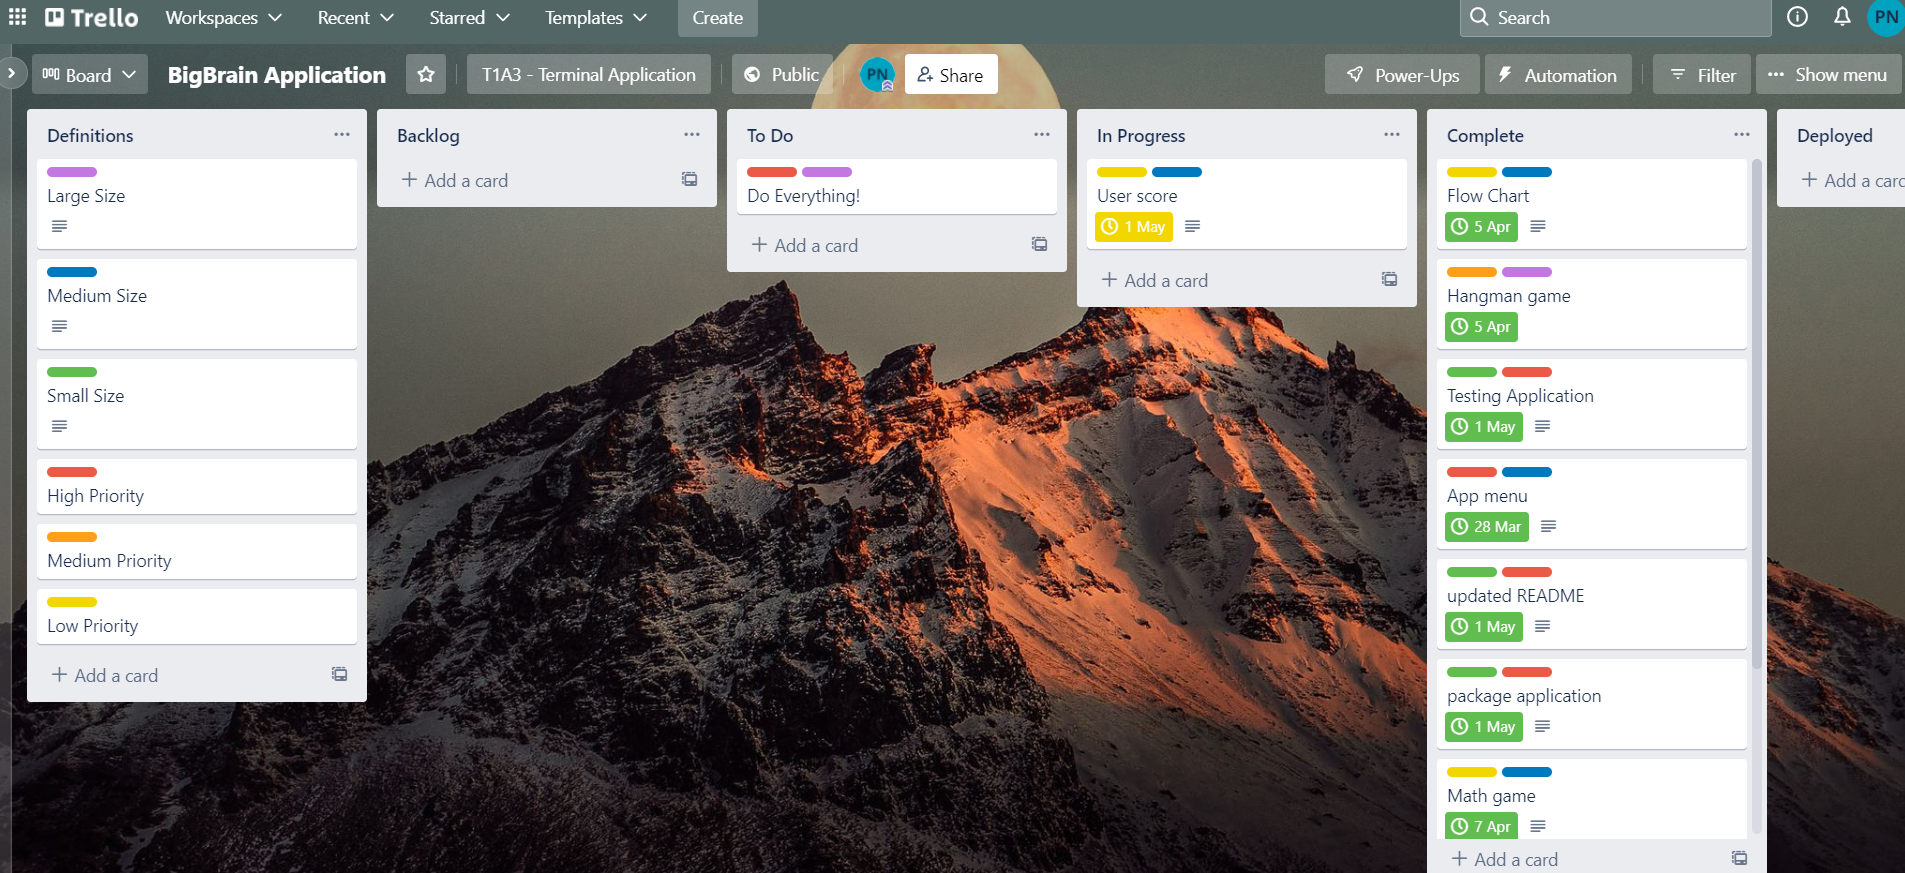 Trello Workspaces Recent Starred Templates Create Search PN
Board BigBrain Application T1A3 - Terminal Application Public PN Share Power-Ups Automation Filter Show menu
Definitions
Large Size
Medium Size
Small Size
High Priority
Medium Priority
Low Priority
+ Add a card
Backlog
+ Add a card
To Do
Do Everything!
+ Add a card
In Progress
User score
1 May
+ Add a card
Complete
Flow Chart
5 Apr
Hangman game
5 Apr
Testing Application
1 May
App menu
28 Mar
updated README
1 May
package application
1 May
Math game
7 Apr
+ Add a card
Deployed
+ Add a card